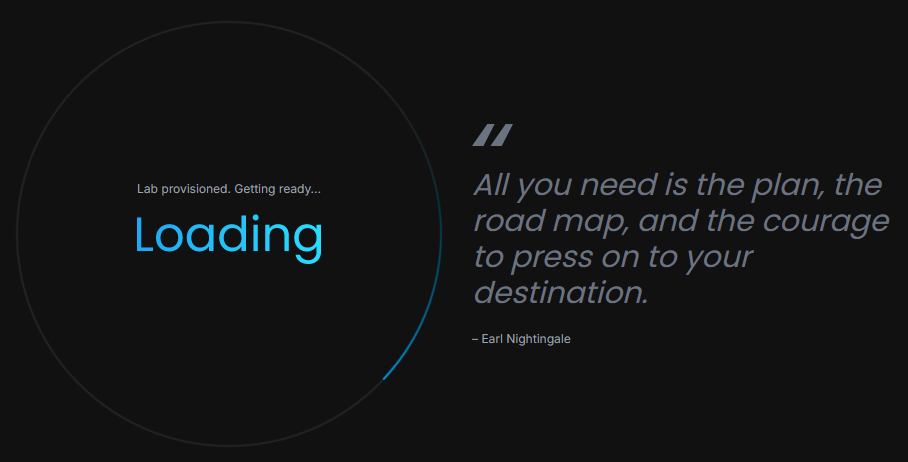 Lab provisioned. Getting ready...
Loading
"
All you need is the plan, the
road map, and the courage
to press on to your
destination.
– Earl Nightingale